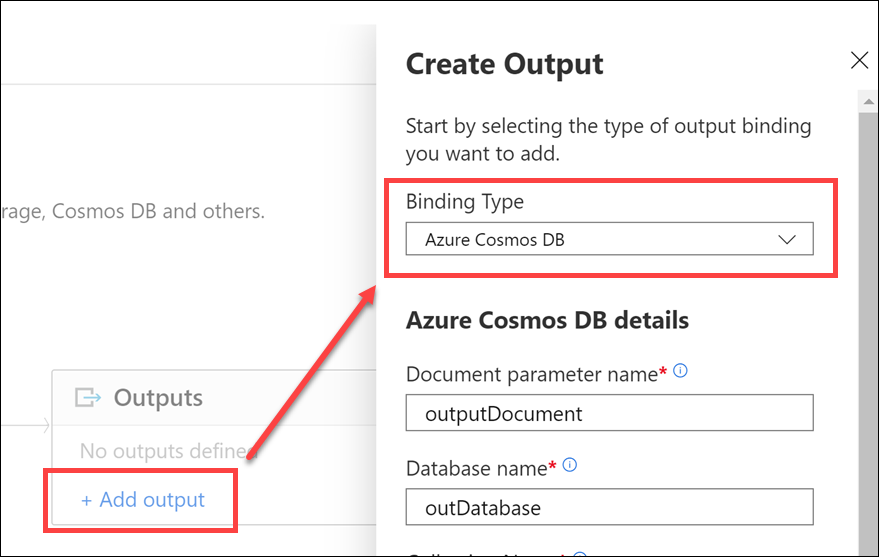 Create Output
Start by selecting the type of output binding
you want to add.
Binding Type
Azure Cosmos DB
rage, Cosmos DB and others.
Azure Cosmos DB details
Document parameter name*
outputDocument
Database name*
outDatabase
Outputs
No outputs defined
+ Add output